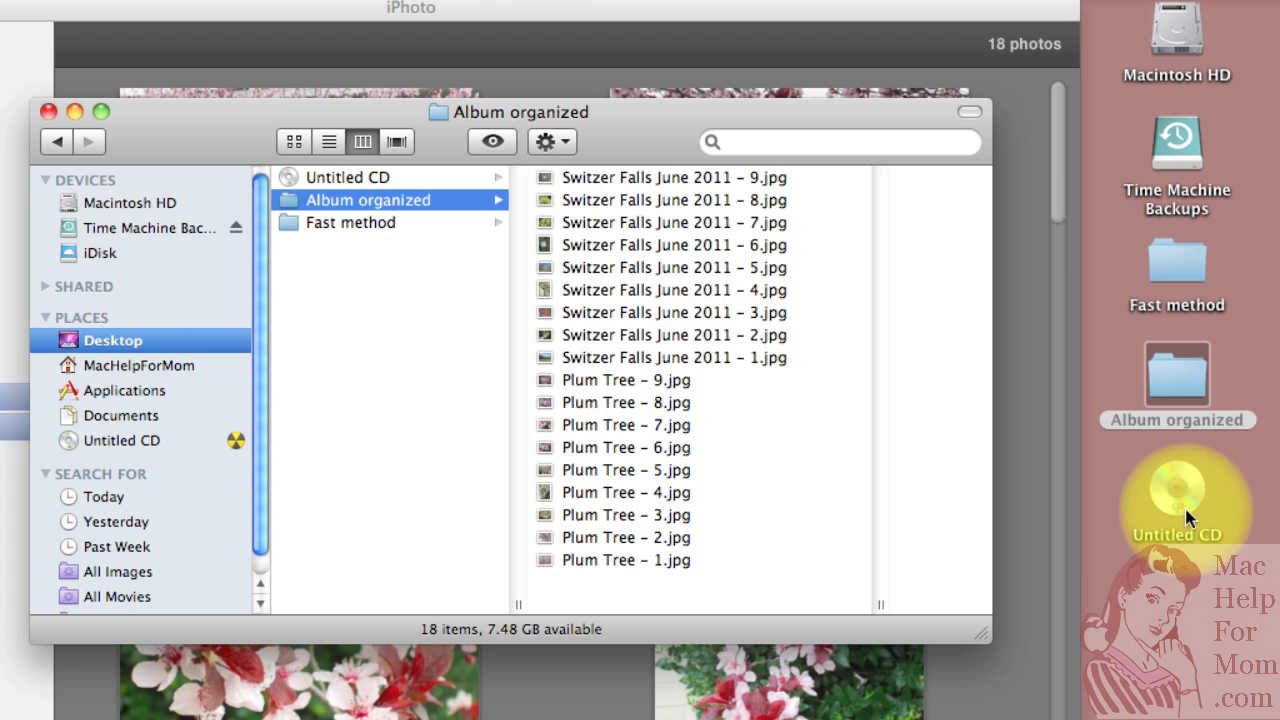 iPhoto
18 photos
Album organized
DEVICES
Macintosh HD
Time Machine Bac...
iDisk
SHARED
PLACES
Desktop
MacHelpForMom
Applications
Documents
Untitled CD
SEARCH FOR
Today
Yesterday
Past Week
All Images
All Movies
Untitled CD
Album organized
Fast method
Switzer Falls June 2011 - 9.jpg
Switzer Falls June 2011 - 8.jpg
Switzer Falls June 2011 - 7.jpg
Switzer Falls June 2011 - 6.jpg
Switzer Falls June 2011 - 5.jpg
Switzer Falls June 2011 - 4.jpg
Switzer Falls June 2011 - 3.jpg
Switzer Falls June 2011 - 2.jpg
Switzer Falls June 2011 - 1.jpg
Plum Tree - 9.jpg
Plum Tree - 8.jpg
Plum Tree - 7.jpg
Plum Tree - 6.jpg
Plum Tree - 5.jpg
Plum Tree - 4.jpg
Plum Tree - 3.jpg
Plum Tree - 2.jpg
Plum Tree - 1.jpg
18 items, 7.48 GB available
Macintosh HD
Time Machine
Backups
Fast method
Album organized
Untitled CD
Mac
Help
For
Mom
.com